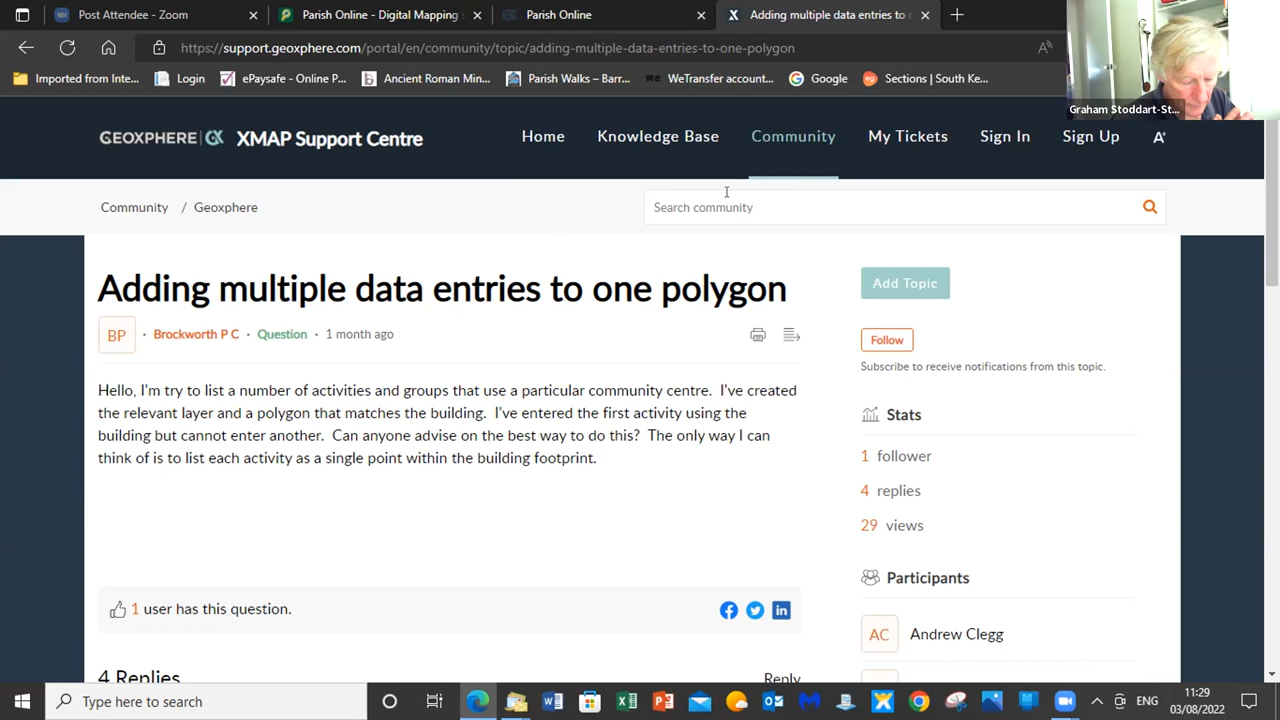 Post Attendee - Zoom
Parish Online - Digital Mapping
Parish Online
Adding multiple data entries to
https://support.geoxphere.com/portal/en/community/topic/adding-multiple-data-entries-to-one-polygon
Imported from Inte...
Login
ePaysafe - Online P...
Ancient Roman Min...
Parish Walks – Barr...
WeTransfer account...
Google
Sections | South Ke...
Graham Stoddart-St...
GEOXPHERE XMAP Support Centre
Home
Knowledge Base
Community
My Tickets
Sign In
Sign Up
A+
Community / Geoxphere
Search community
Adding multiple data entries to one polygon
Add Topic
BP · Brockworth P C · Question · 1 month ago
Follow
Subscribe to receive notifications from this topic.
Hello, I'm try to list a number of activities and groups that use a particular community centre. I've created
the relevant layer and a polygon that matches the building. I've entered the first activity using the
building but cannot enter another. Can anyone advise on the best way to do this? The only way I can
think of is to list each activity as a single point within the building footprint.
Stats
1 follower
4 replies
29 views
Participants
AC Andrew Clegg
1 user has this question.
4 Replies
Reply
Type here to search
ENG
11:29
03/08/2022